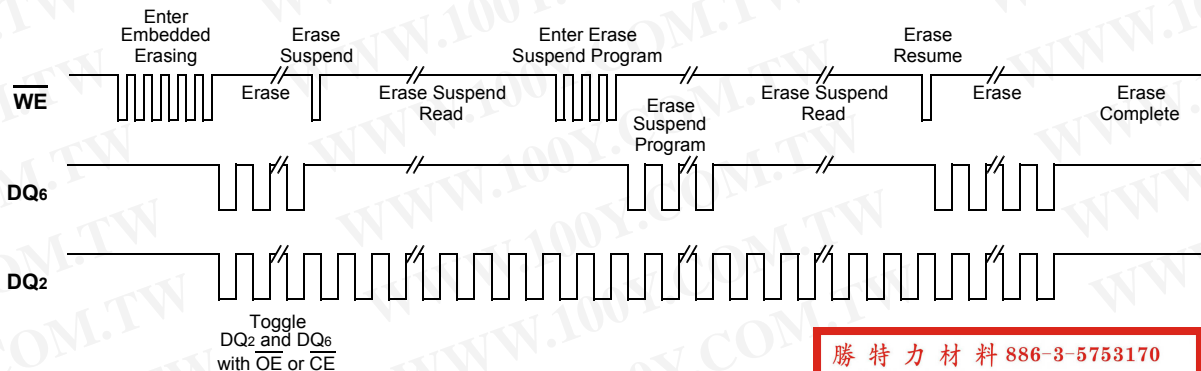 Enter
Embedded
Erasing
Erase
Suspend
Enter Erase
Suspend Program
Erase
Resume
WE
Erase
Erase Suspend
Read
Erase
Suspend
Program
Erase Suspend
Read
Erase
Erase
Complete
DQ6
DQ2
Toggle
DQ2 and DQ6
with OE or CE
勝 特 力 材 料 886-3-5753170
WWW.100Y.COM.TW